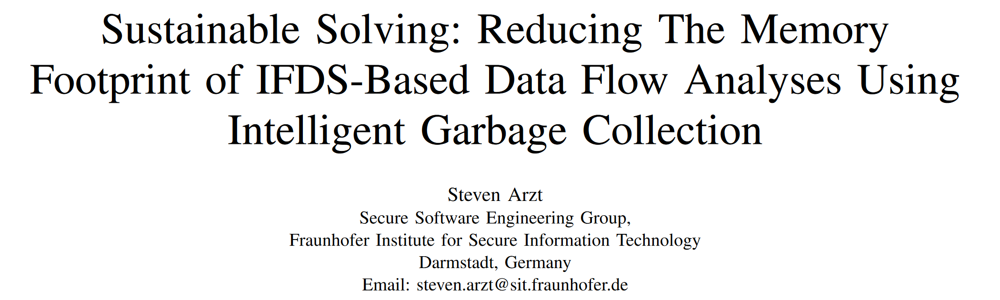 Sustainable Solving: Reducing The Memory
Footprint of IFDS-Based Data Flow Analyses Using
Intelligent Garbage Collection
Steven Arzt
Secure Software Engineering Group,
Fraunhofer Institute for Secure Information Technology
Darmstadt, Germany
Email: steven.arzt@sit.fraunhofer.de